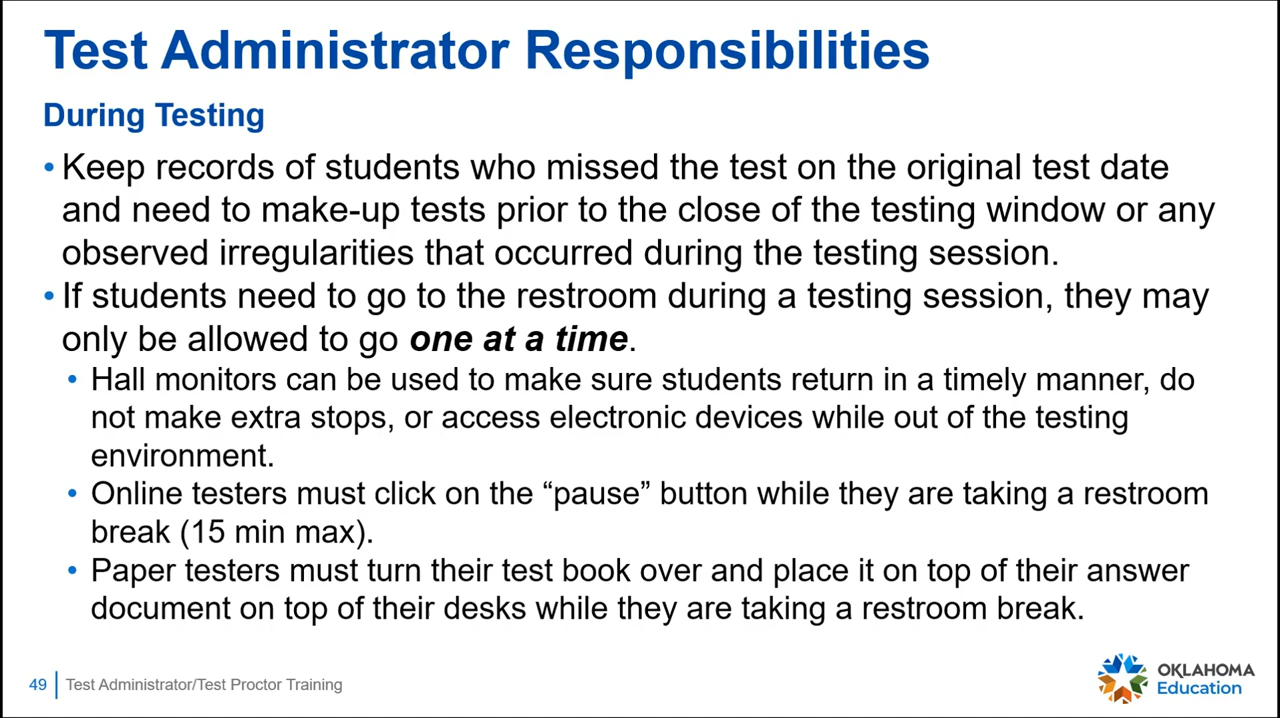 Test Administrator Responsibilities
During Testing
• Keep records of students who missed the test on the original test date
and need to make-up tests prior to the close of the testing window or any
observed irregularities that occurred during the testing session.
• If students need to go to the restroom during a testing session, they may
only be allowed to go one at a time.
• Hall monitors can be used to make sure students return in a timely manner, do
not make extra stops, or access electronic devices while out of the testing
environment.
• Online testers must click on the “pause” button while they are taking a restroom
break (15 min max).
• Paper testers must turn their test book over and place it on top of their answer
document on top of their desks while they are taking a restroom break.
49 | Test Administrator/Test Proctor Training
OKLAHOMA
Education